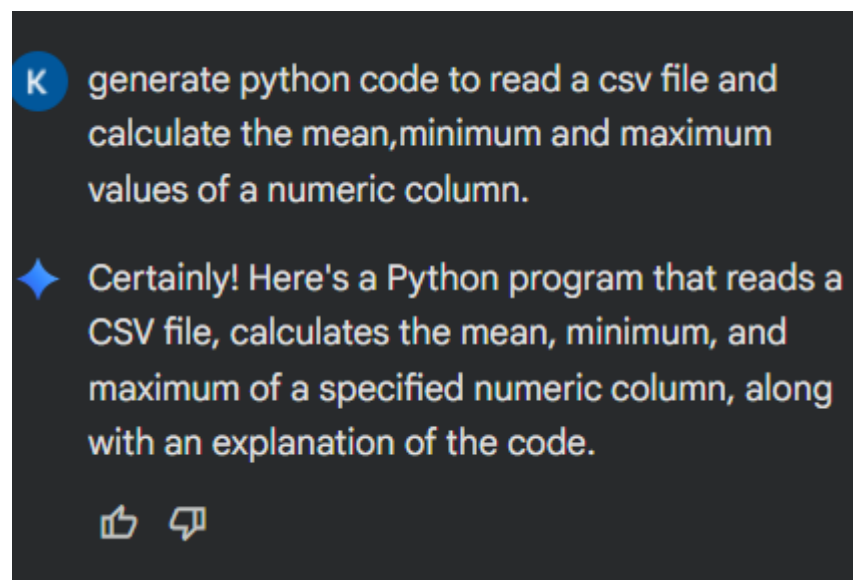 K generate python code to read a csv file and
calculate the mean,minimum and maximum
values of a numeric column.
Certainly! Here's a Python program that reads a
CSV file, calculates the mean, minimum, and
maximum of a specified numeric column, along
with an explanation of the code.